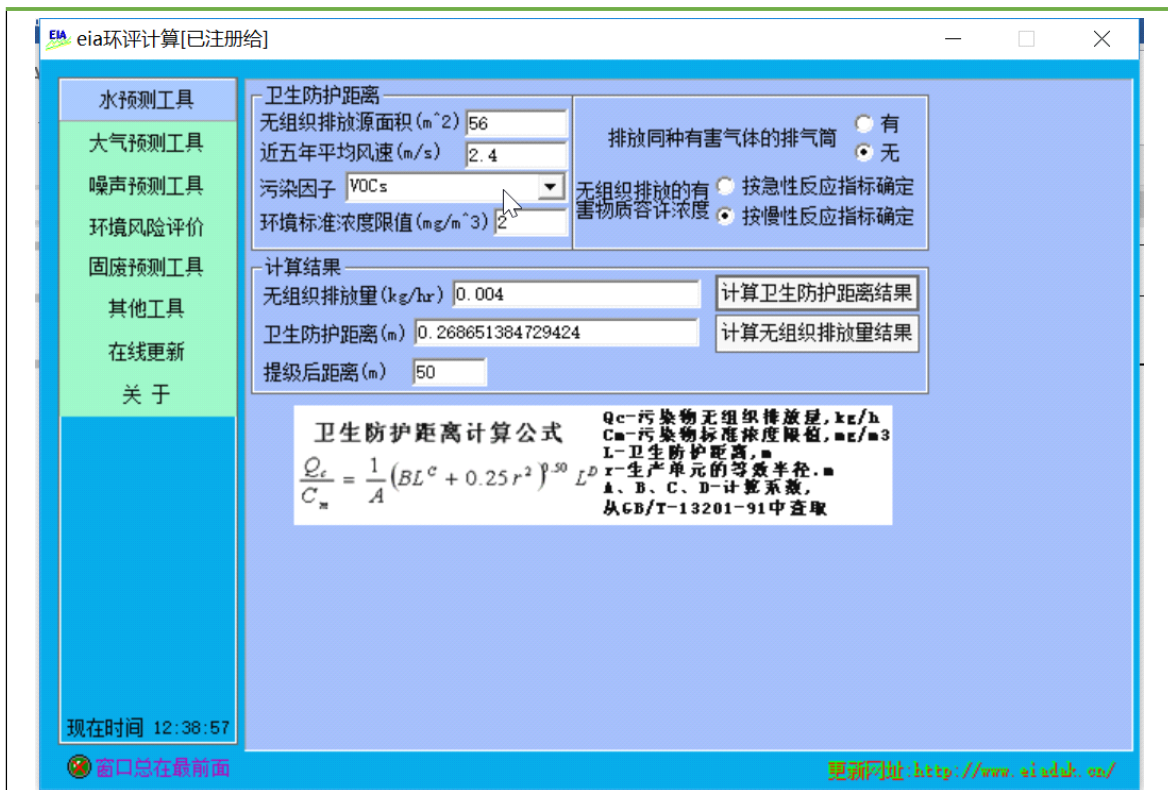 eia环评计算[已注册给]
水预测工具
大气预测工具
噪声预测工具
环境风险评价
固废预测工具
其他工具
在线更新
关 于
现在时间 12:38:57
窗口总在最前面
卫生防护距离
无组织排放源面积(m^2) 56
近五年平均风速(m/s) 2.4
污染因子 VOCs
环境标准浓度限值(mg/m^3) 2
排放同种有害气体的排气筒
有
无
无组织排放的有
害物质容许浓度
按急性反应指标确定
按慢性反应指标确定
计算结果
无组织排放量(kg/hr) 0.004
计算卫生防护距离结果
卫生防护距离(m) 0.268651384729424
计算无组织排放量结果
提级后距离(m) 50
卫生防护距离计算公式
Q_c/C_m = 1/A (BL^C + 0.25r^2)^0.50 L^D
Qc-污染物无组织排放是,kg/h
Cm-污染物标准浓度限值,mg/m3
L-卫生防护距离,m
r-生产单元的等效半径.m
A、B、C、D-计算系数,
从GB/T-13201-91中查取
更新网址:http://www.eiadak.cn/